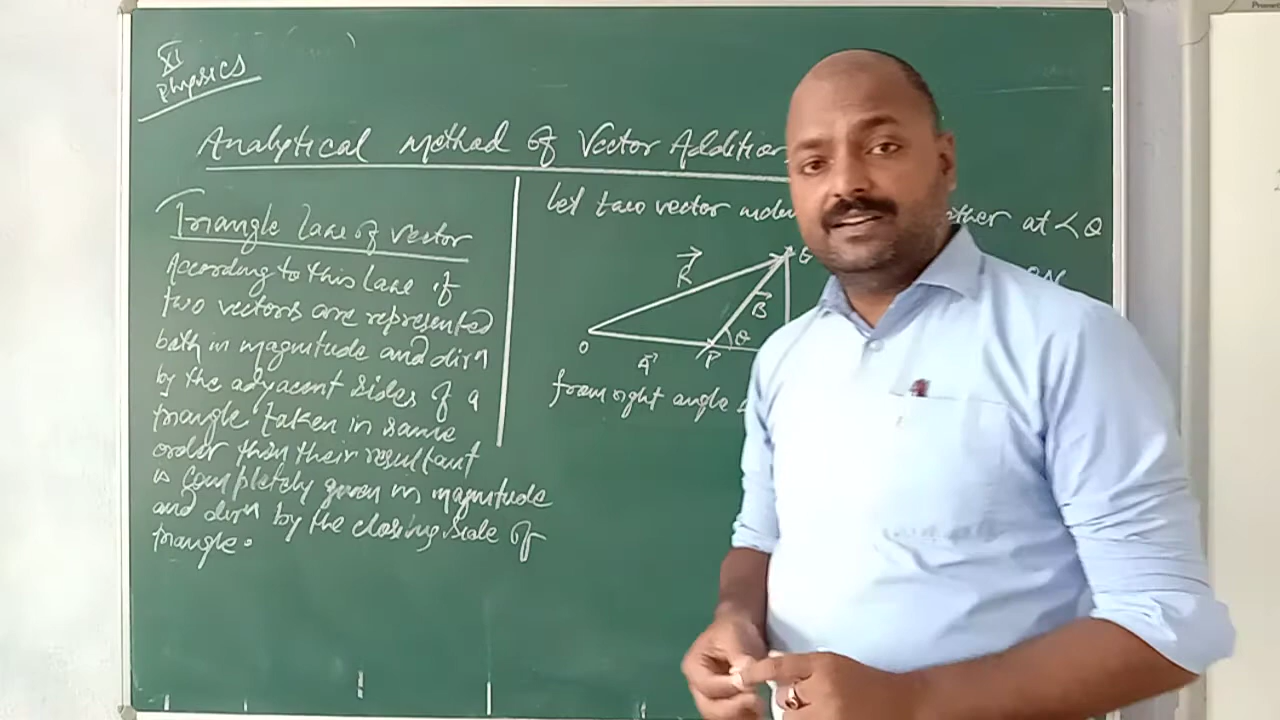 XI
Physics
Analytical Method of Vector Addition
Triangle law of vector
According to this law if
two vectors are represented
both in magnitude and dirn
by the adjacent sides of a
triangle taken in same
order then their resultant
is completely given in magnitude
and dirn by the closing side of
triangle.
let two vector other at ∠θ
R
B
θ
O
A
P
from right angle